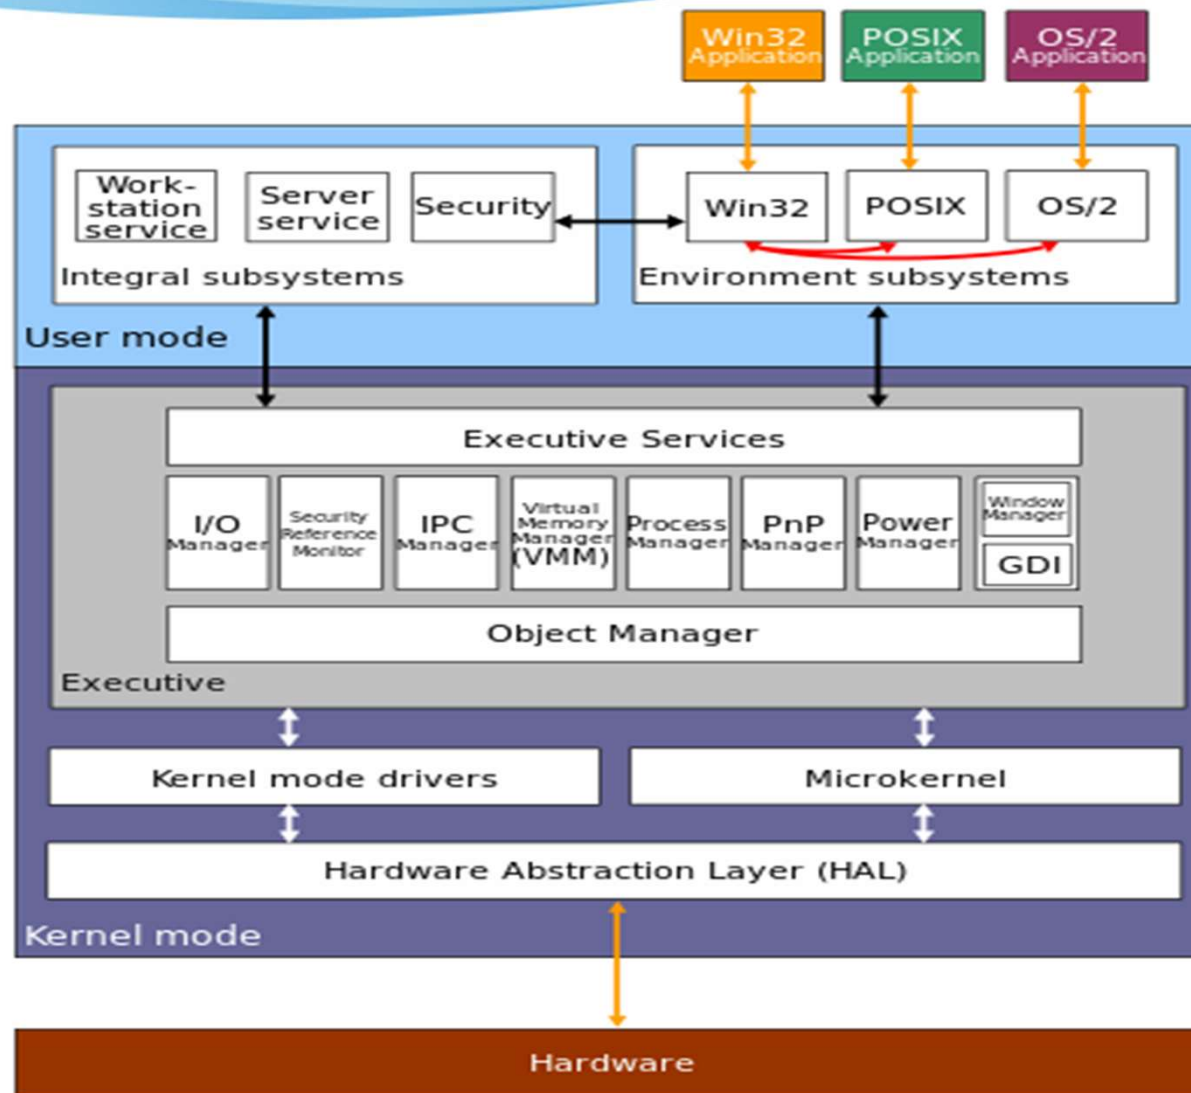 Win32
Application
POSIX
Application
OS/2
Application
Work-
station
service
Server
service
Security
Integral subsystems
Win32
POSIX
OS/2
Environment subsystems
User mode
Executive Services
I/O
Manager
Security
Reference
Monitor
IPC
Manager
Virtual
Memory
Manager
(VMM)
Process
Manager
PnP
Manager
Power
Manager
Window
Manager
GDI
Object Manager
Executive
Kernel mode drivers
Microkernel
Hardware Abstraction Layer (HAL)
Kernel mode
Hardware